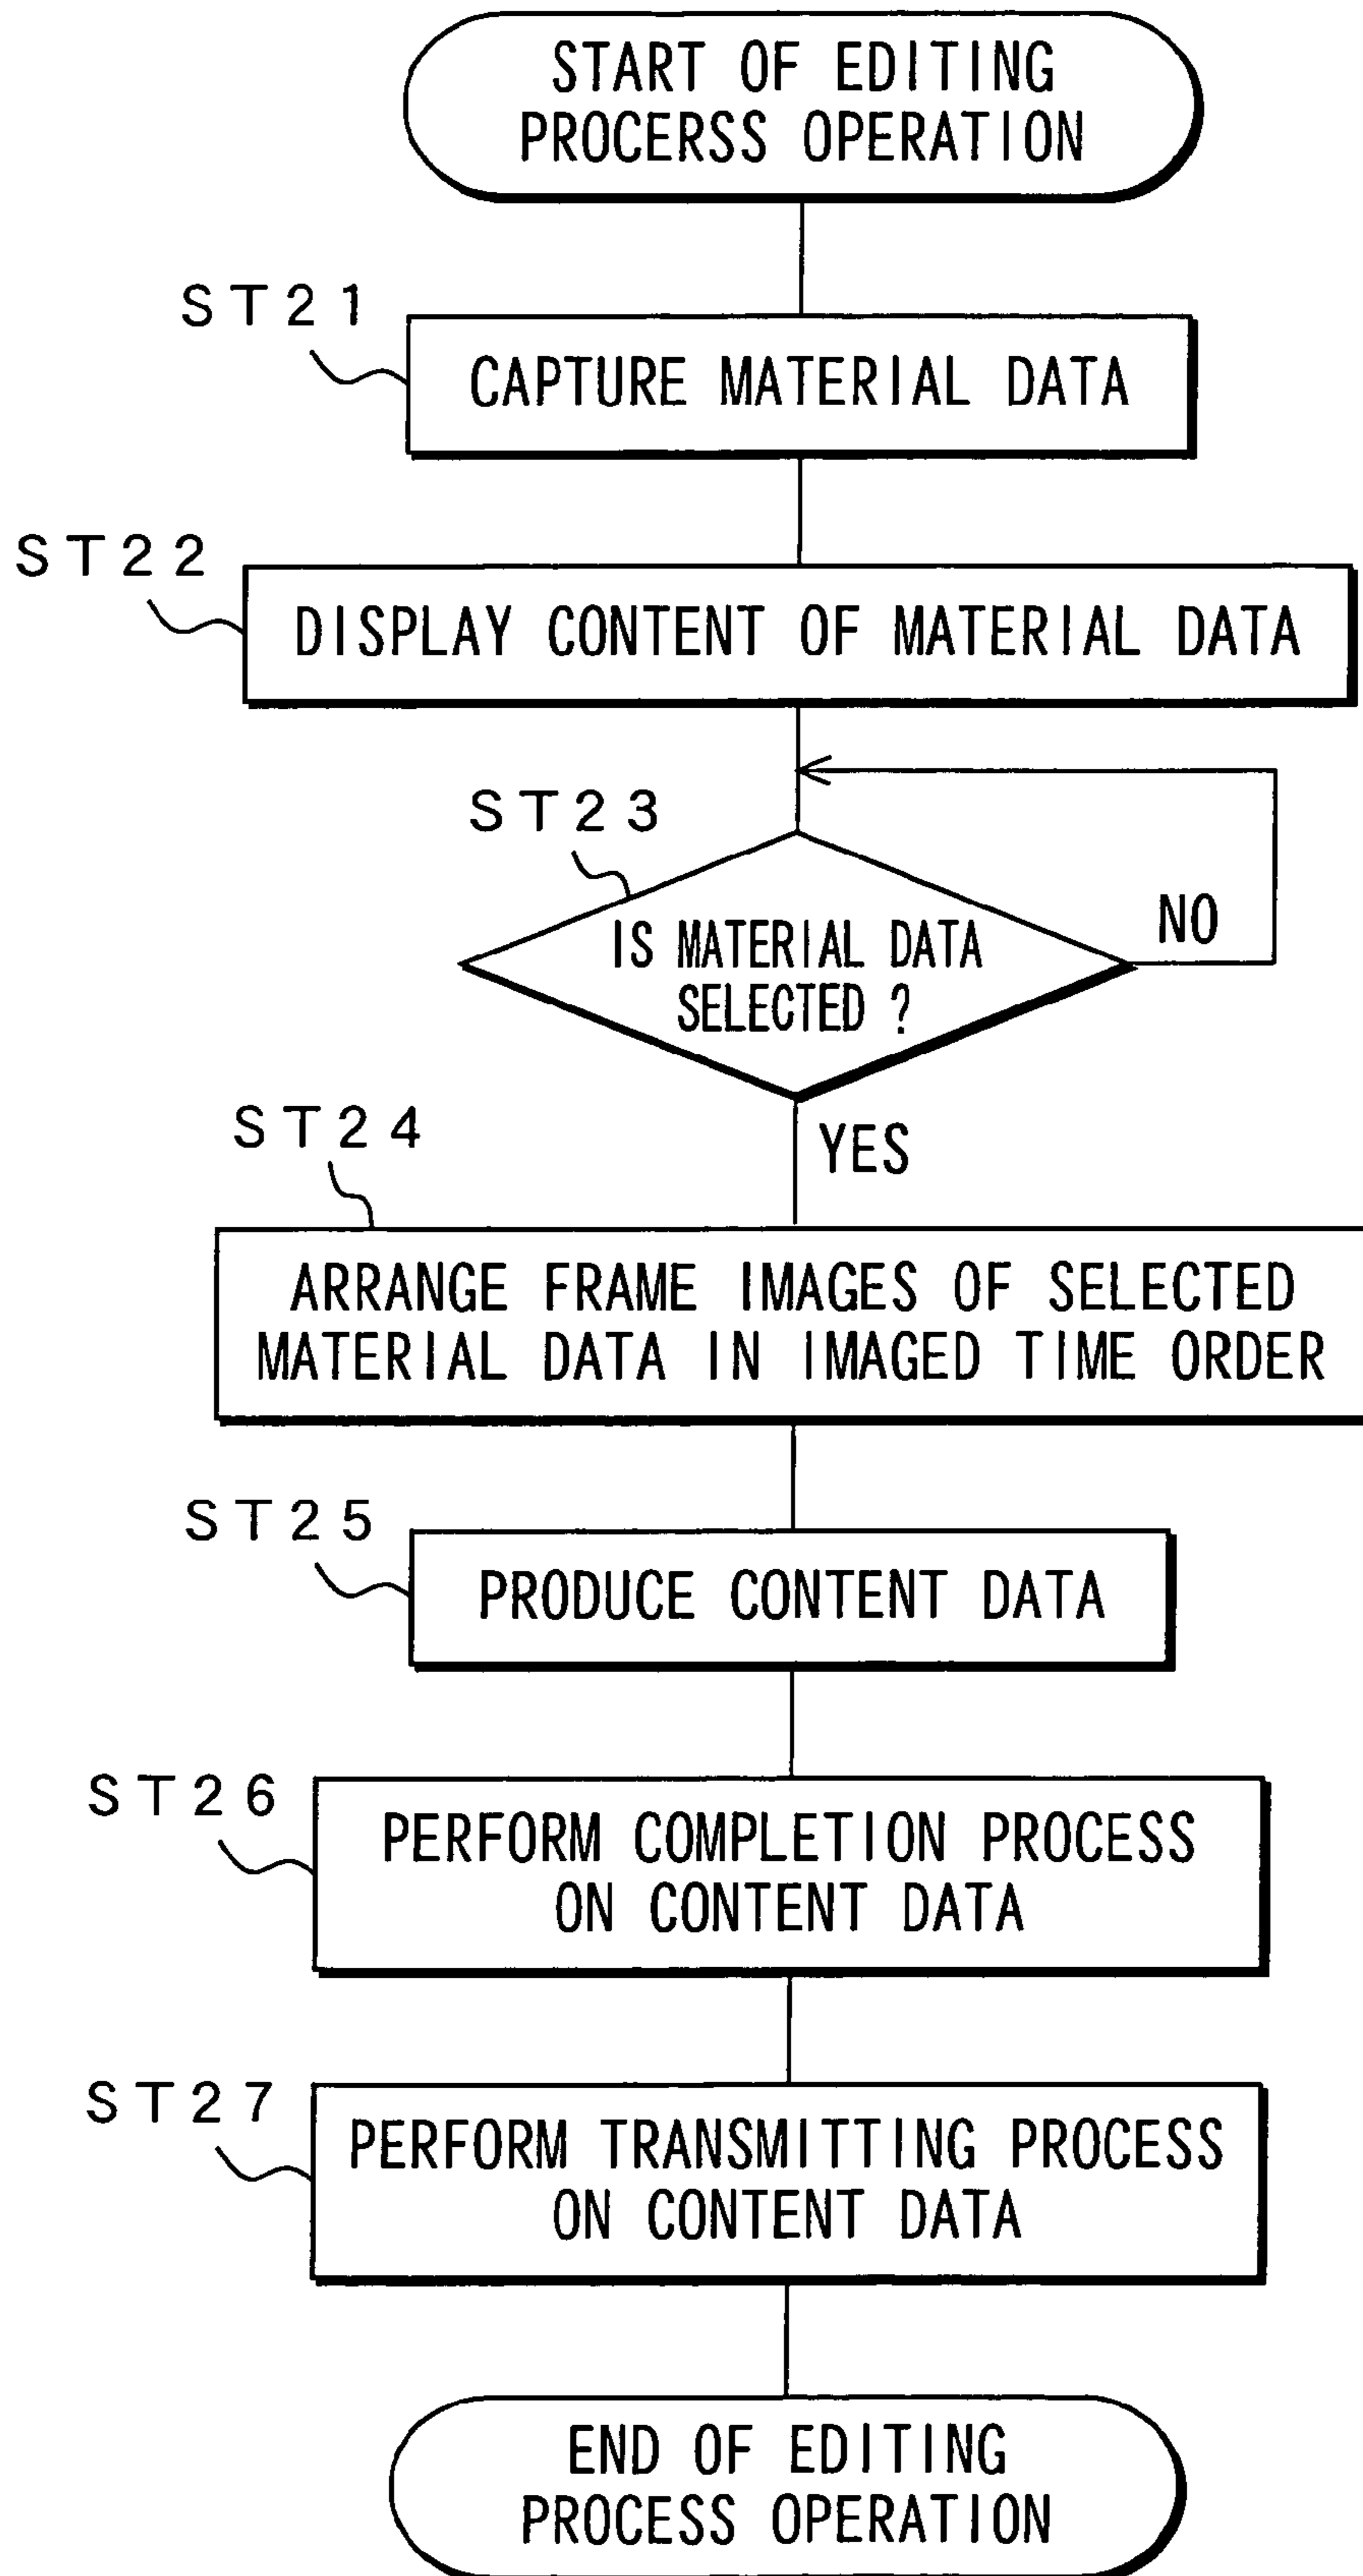 START OF EDITING
PROCERSS OPERATION
ST21
CAPTURE MATERIAL DATA
ST22
DISPLAY CONTENT OF MATERIAL DATA
ST23
IS MATERIAL DATA
SELECTED ?
NO
YES
ST24
ARRANGE FRAME IMAGES OF SELECTED
MATERIAL DATA IN IMAGED TIME ORDER
ST25
PRODUCE CONTENT DATA
ST26
PERFORM COMPLETION PROCESS
ON CONTENT DATA
ST27
PERFORM TRANSMITTING PROCESS
ON CONTENT DATA
END OF EDITING
PROCESS OPERATION